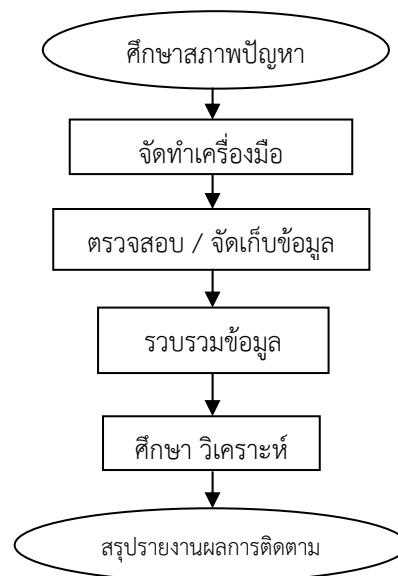 ศึกษาสภาพปัญหา
จัดทำเครื่องมือ
ตรวจสอบ / จัดเก็บข้อมูล
รวบรวมข้อมูล
ศึกษา วิเคราะห์
สรุปรายงานผลการติดตาม